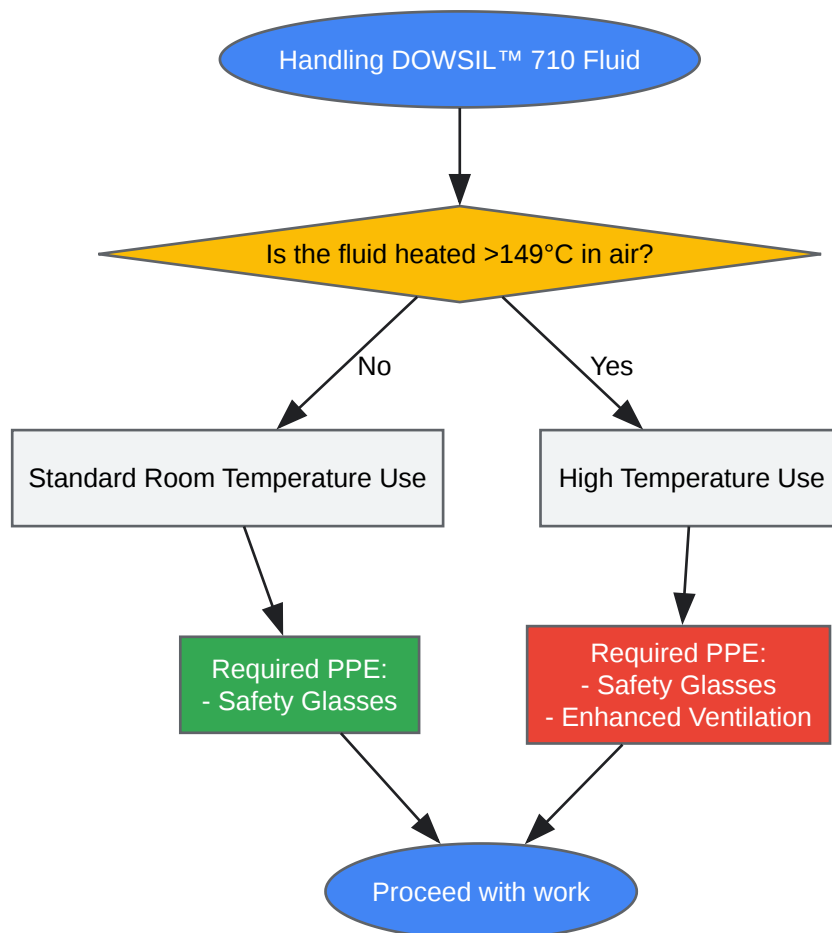 Handling DOWSIL™ 710 Fluid
Is the fluid heated >149°C in air?
No
Yes
Standard Room Temperature Use
High Temperature Use
Required PPE:
- Safety Glasses
Required PPE:
- Safety Glasses
- Enhanced Ventilation
Proceed with work